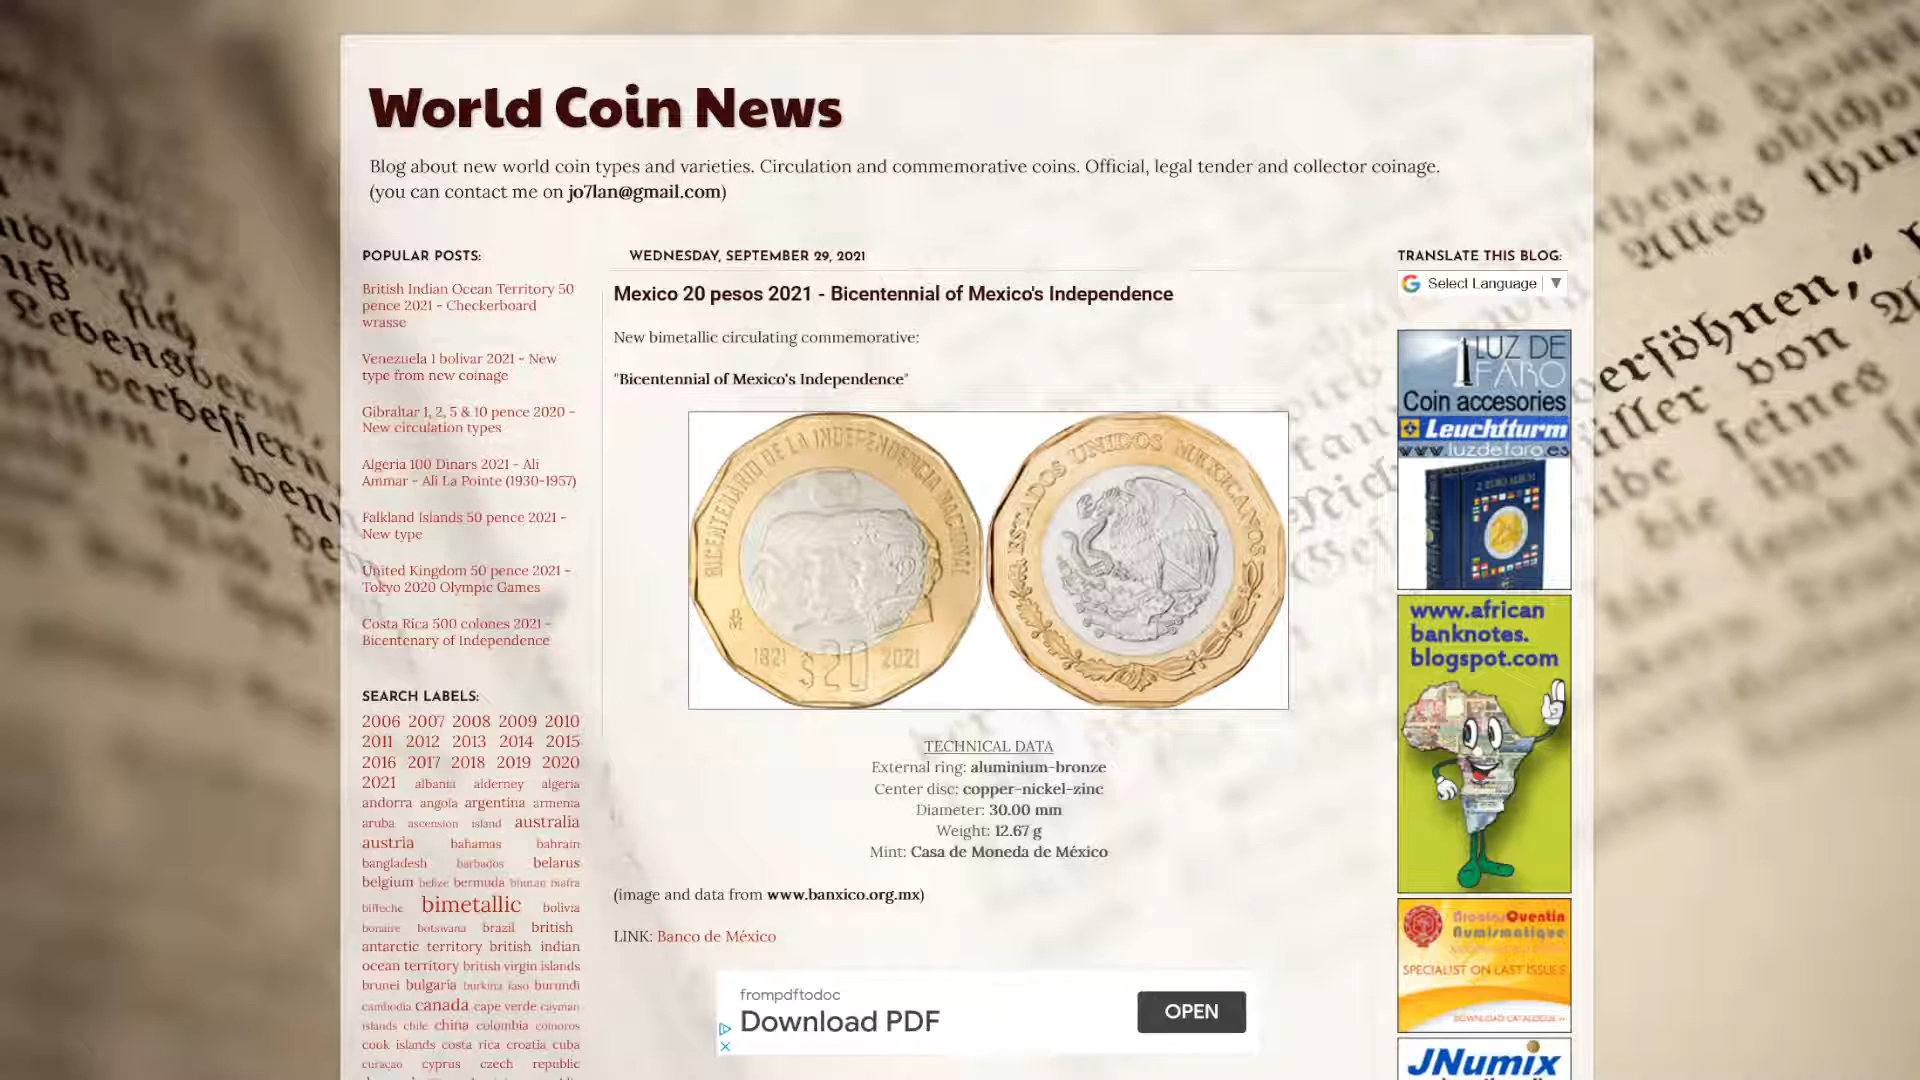 World Coin News
Blog about new world coin types and varieties. Circulation and commemorative coins. Official, legal tender and collector coinage.
(you can contact me on jo7lan@gmail.com)
POPULAR POSTS:
British Indian Ocean Territory 50
pence 2021 - Checkerboard
wrasse
Venezuela 1 bolivar 2021 - New
type from new coinage
Gibraltar 1, 2, 5 & 10 pence 2020 -
New circulation types
Algeria 100 Dinars 2021 - Ali
Ammar - Ali La Pointe (1930-1957)
Falkland Islands 50 pence 2021 -
New type
United Kingdom 50 pence 2021 -
Tokyo 2020 Olympic Games
Costa Rica 500 colones 2021 -
Bicentenary of Independence
SEARCH LABELS:
2006 2007 2008 2009 2010
2011 2012 2013 2014 2015
2016 2017 2018 2019 2020
2021 albania alderney algeria
andorra angola argentina armenia
aruba ascension island australia
austria bahamas bahrain
bangladesh barbados belarus
belgium belize bermuda bhutan biafra
biffeche bimetallic bolivia
bonaire botswana brazil british
antarctic territory british indian
ocean territory british virgin islands
brunei bulgaria burkina faso burundi
cambodia canada cape verde cayman
islands chile china colombia comoros
cook islands costa rica croatia cuba
curaçao cyprus czech republic
WEDNESDAY, SEPTEMBER 29, 2021
Mexico 20 pesos 2021 - Bicentennial of Mexico's Independence
New bimetallic circulating commemorative:
"Bicentennial of Mexico's Independence"
BICENTENARIO DE LA INDEPENDENCIA NACIONAL
1821 $20 2021
ESTADOS UNIDOS MEXICANOS
TECHNICAL DATA
External ring: aluminium-bronze
Center disc: copper-nickel-zinc
Diameter: 30.00 mm
Weight: 12.67 g
Mint: Casa de Moneda de México
(image and data from www.banxico.org.mx)
LINK: Banco de México
frompdftodoc
Download PDF
OPEN
TRANSLATE THIS BLOG:
Select Language ▼
LUZ DE
FARO
Coin accesories
Leuchtturm
www.luzdefaro.es
2 EURO ALBUM
www.african
banknotes.
blogspot.com
Quentin
Numismatique
SPECIALIST ON LAST ISSUES
DOWNLOAD CATALOGUE
JNumix